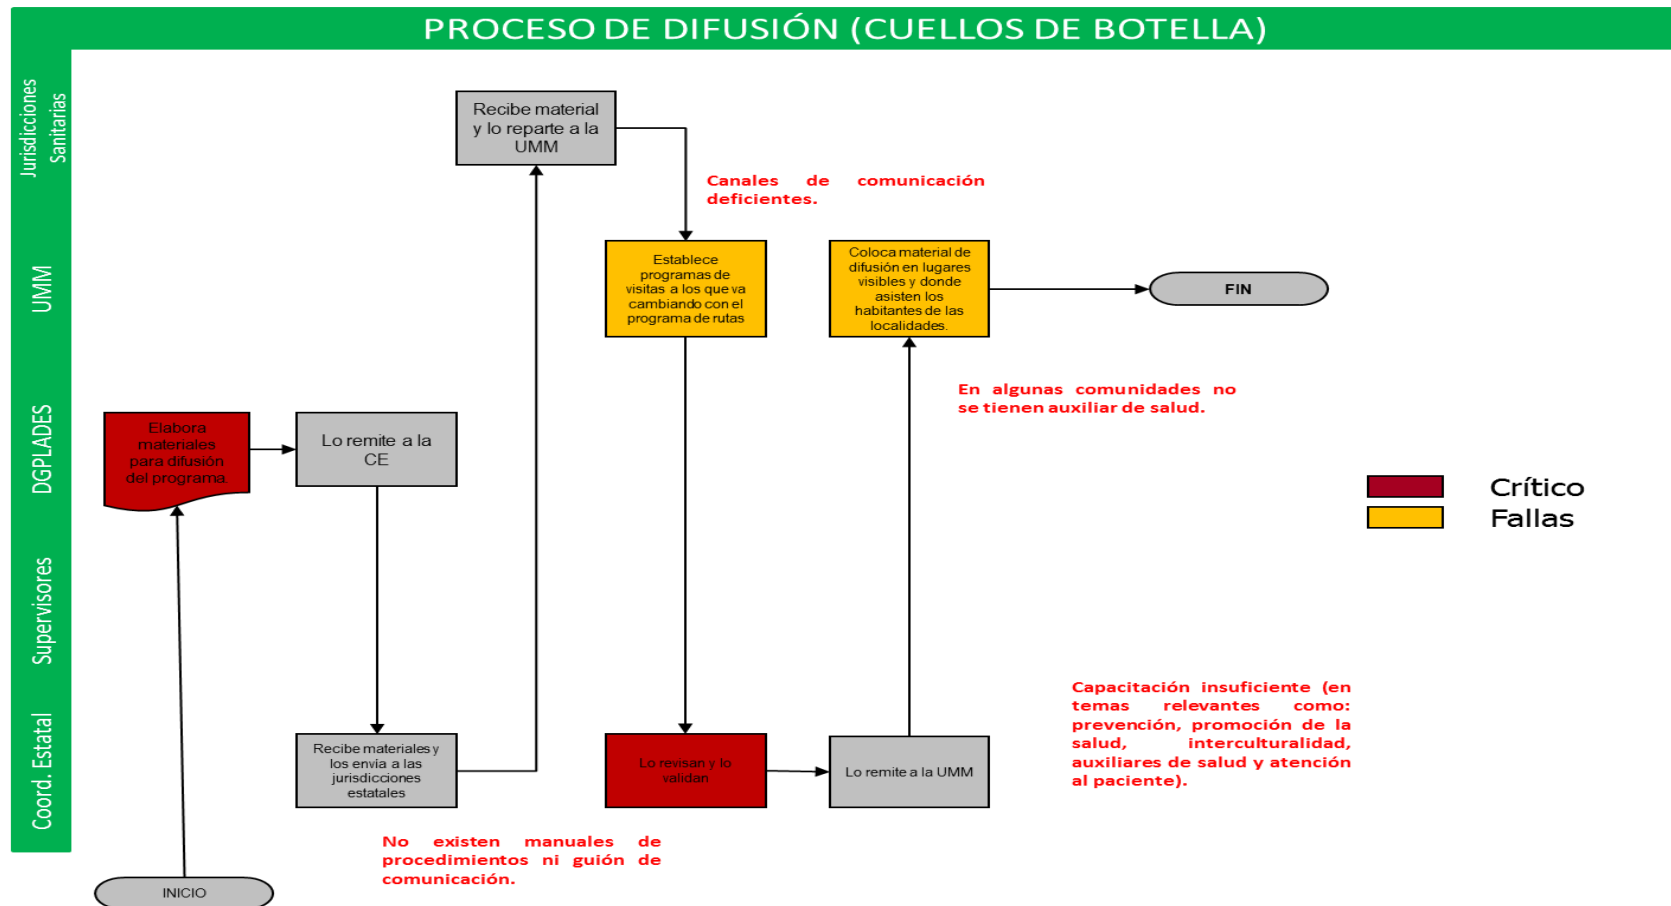 PROCESO DE DIFUSIÓN (CUELLOS DE BOTELLA)
Jurisdicciones
Sanitarias
Recibe material
y lo reparte a la
UMM
Canales de comunicación
deficientes.
UMM
Establece
programas de
visitas a los que va
cambiando con el
programa de rutas
Coloca material de
difusión en lugares
visibles y donde
asisten los
habitantes de las
localidades.
FIN
En algunas comunidades no
se tienen auxiliar de salud.
DGPLADES
Elabora
materiales
para difusión
del programa.
Lo remite a la
CE
Crítico
Fallas
Supervisores
Coord. Estatal
Recibe materiales y
los envía a las
jurisdicciones
estatales
Lo revisan y lo
validan
Lo remite a la UMM
Capacitación insuficiente (en
temas relevantes como:
prevención, promoción de la
salud, interculturalidad,
auxiliares de salud y atención
al paciente).
No existen manuales de
procedimientos ni guión de
comunicación.
INICIO